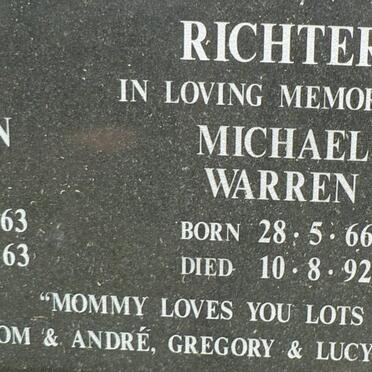 RICHTER
IN LOVING MEMOR
N MICHAEL
WARREN
63 BORN 28·5·66
63 DIED 10·8·92
"MOMMY LOVES YOU LOTS
OM & ANDRÉ, GREGORY & LUCY